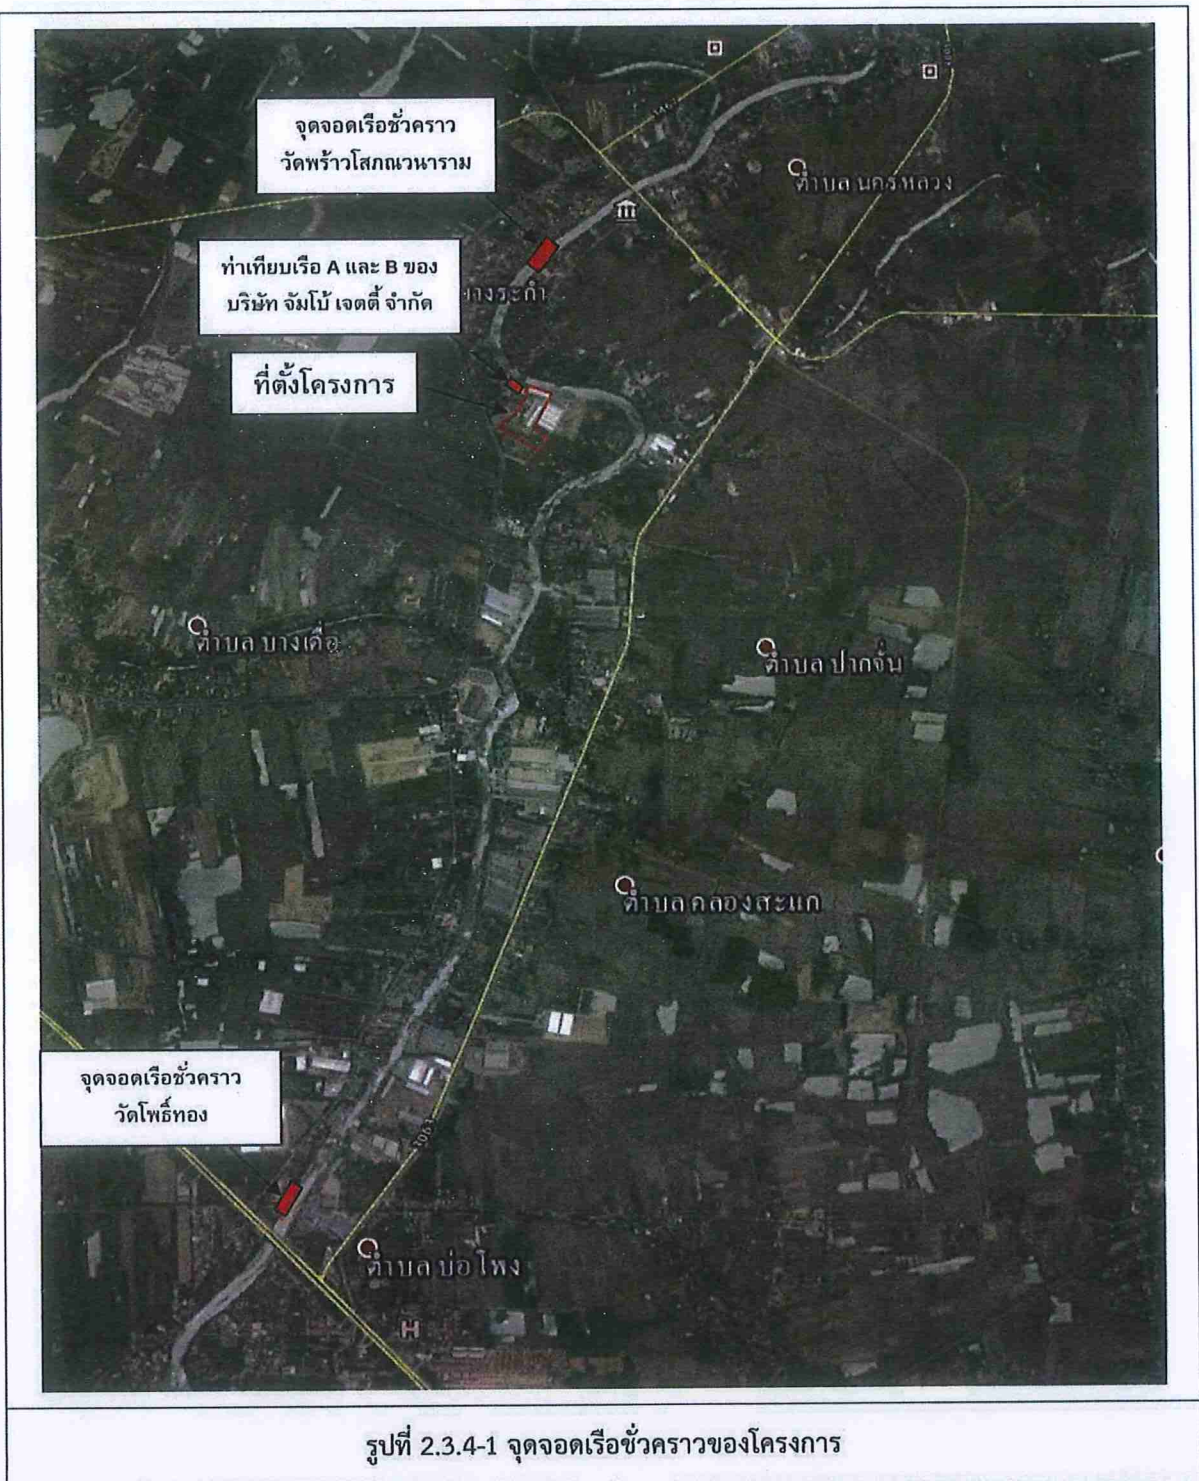 จุดจอดเรือชั่วคราว
วัดพร้าวโสภณวนาราม
ตำบล นครหลวง
ท่าเทียบเรือ A และ B ของ
บริษัท จัมโบ้ เจตตี้ จำกัด
บางระกำ
ที่ตั้งโครงการ
ตำบล บางเดื่อ
ตำบล ปากจั่น
ตำบล คลองสะแก
จุดจอดเรือชั่วคราว
วัดโพธิ์ทอง
ตำบล บ่อโพง
H
รูปที่ 2.3.4-1 จุดจอดเรือชั่วคราวของโครงการ